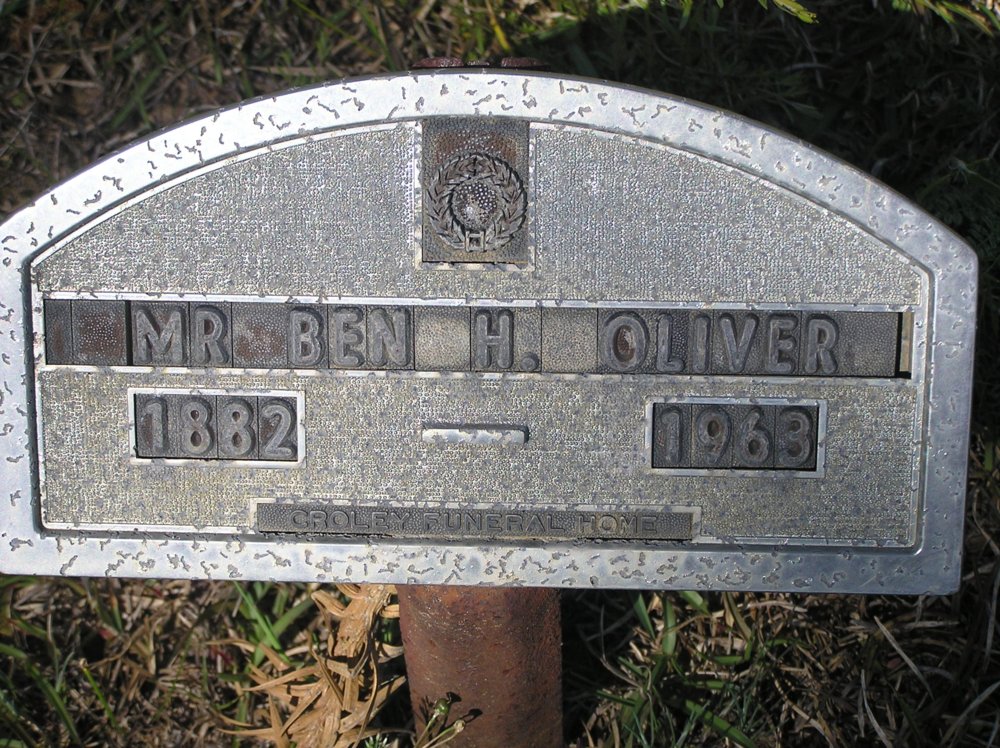 MR BEN H. OLIVER
1882 — 1963
CROLEY FUNERAL HOME